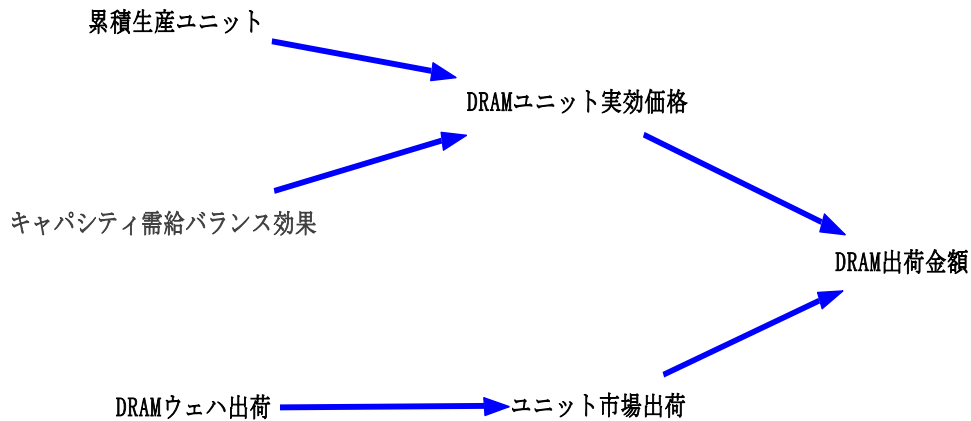 累積生産ユニット
DRAMユニット実効価格
キャパシティ需給バランス効果
DRAM出荷金額
DRAMウェハ出荷
ユニット市場出荷